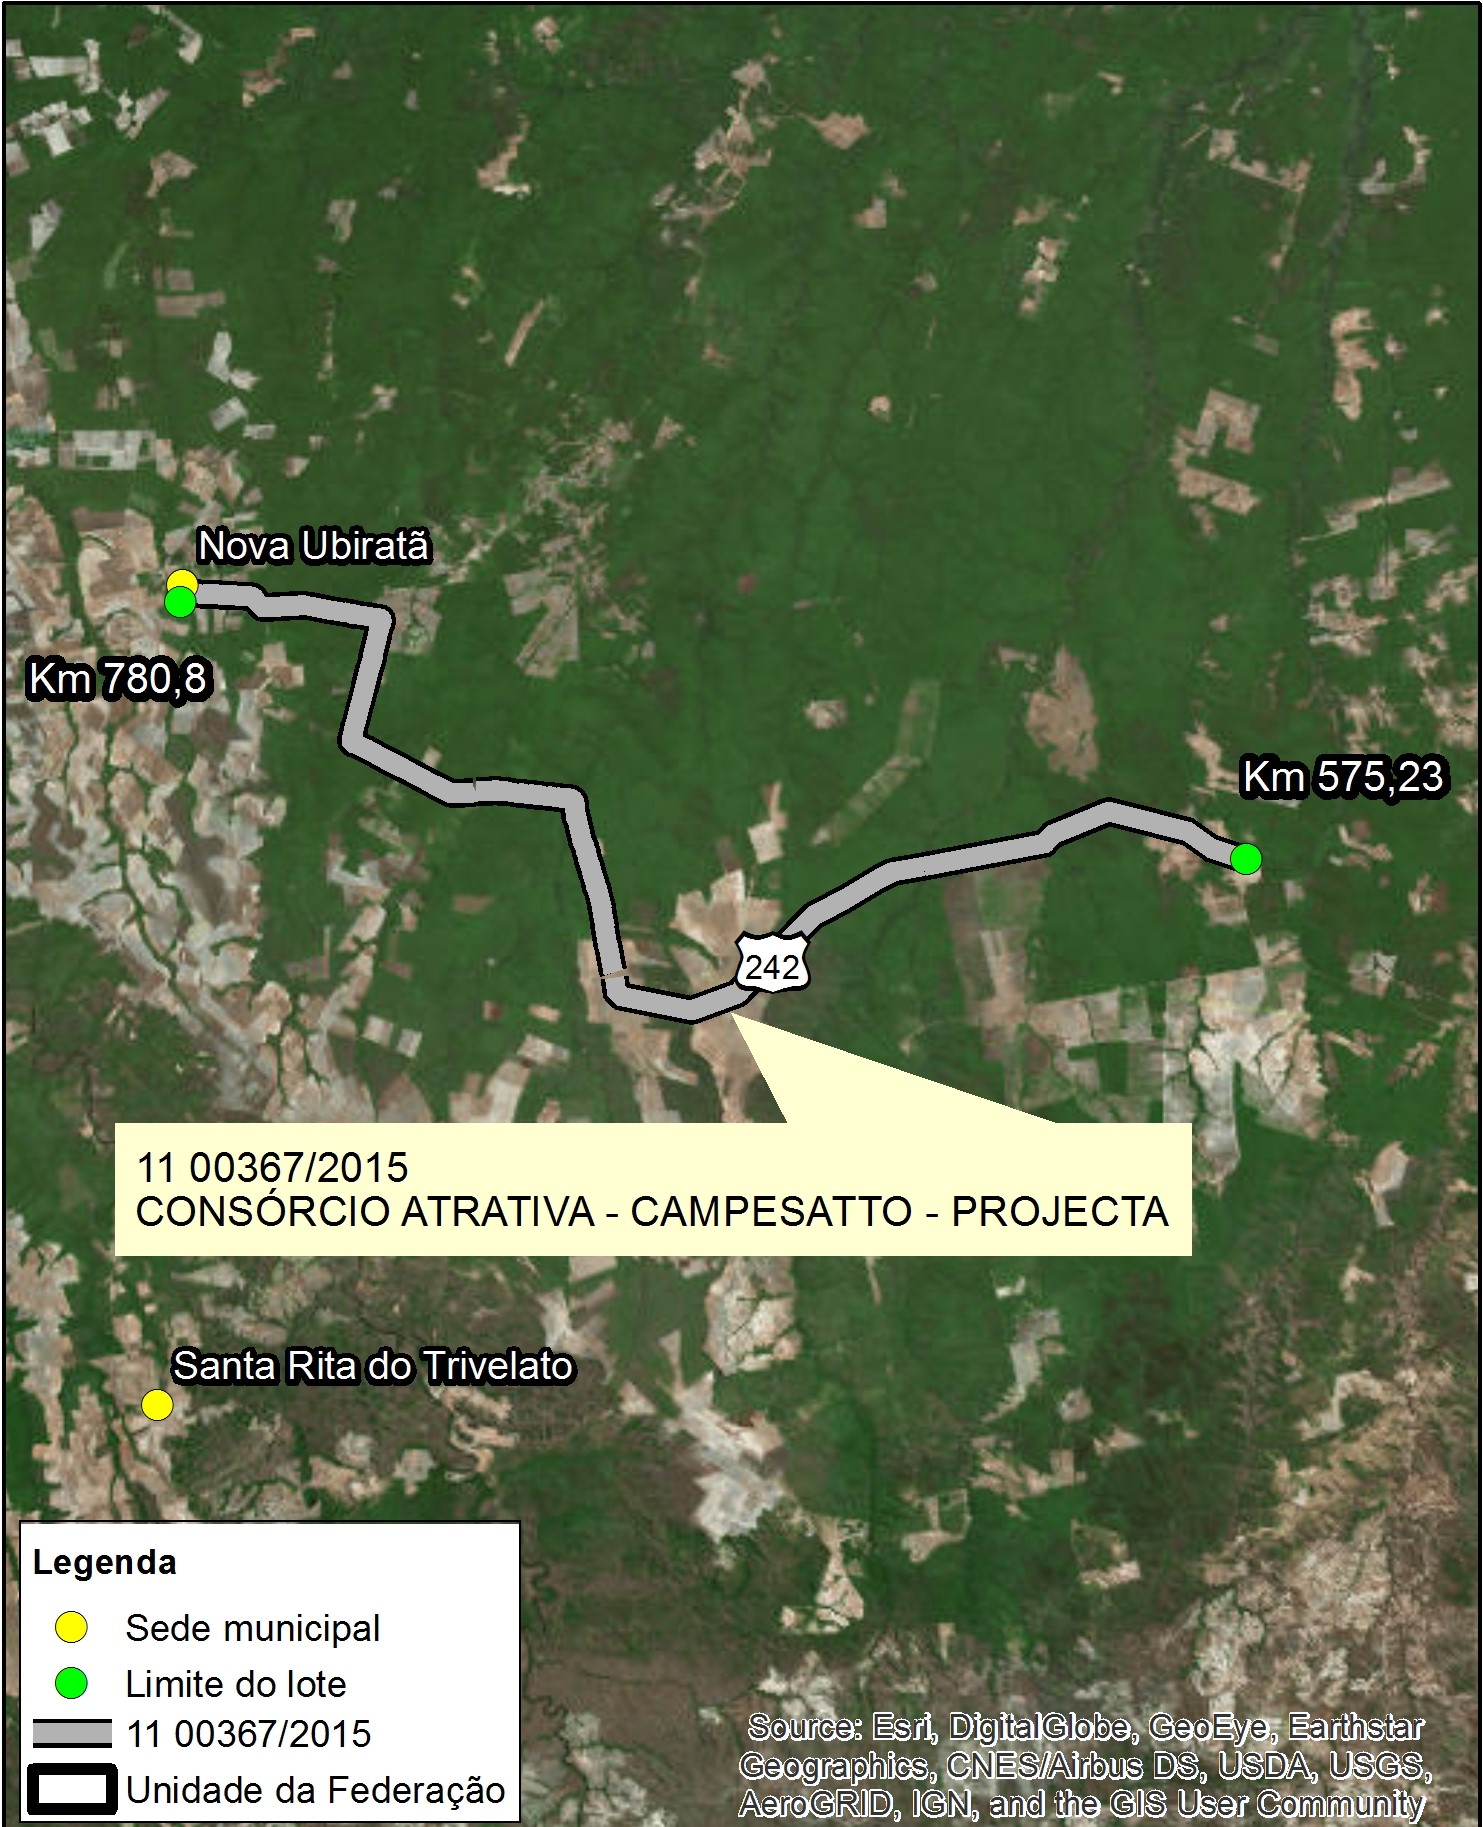 Nova Ubiratã
Km 780,8
Km 575,23
242
11 00367/2015
CONSÓRCIO ATRATIVA - CAMPESATTO - PROJECTA
Santa Rita do Trivelato
Legenda
Sede municipal
Limite do lote
11 00367/2015
Unidade da Federação
Source: Esri, DigitalGlobe, GeoEye, Earthstar
Geographics, CNES/Airbus DS, USDA, USGS,
AeroGRID, IGN, and the GIS User Community